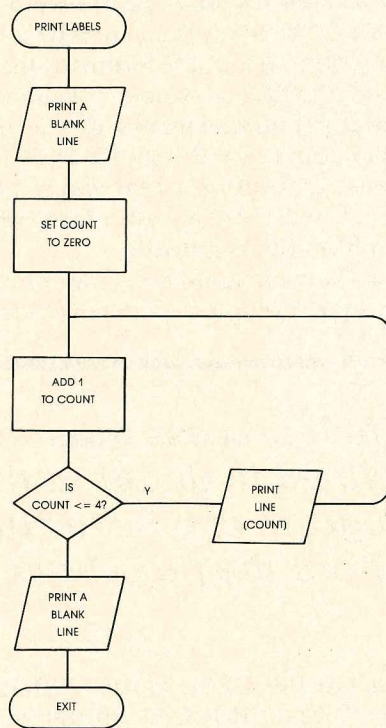 PRINT LABELS
PRINT A
BLANK
LINE
SET COUNT
TO ZERO
ADD 1
TO COUNT
IS
COUNT <= 4?
Y
PRINT
LINE
(COUNT)
PRINT A
BLANK
LINE
EXIT